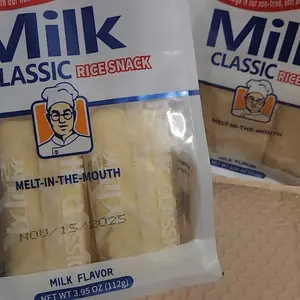 Milk
CLASSIC RICE SNACK
MELT-IN-THE-MOUTH
NOV/15/2025
MILK FLAVOR
NET WT 3.95 OZ (112g)
Milk
CLASSIC RICE
MELT-IN-THE-MOUTH
MILK FLAVOR